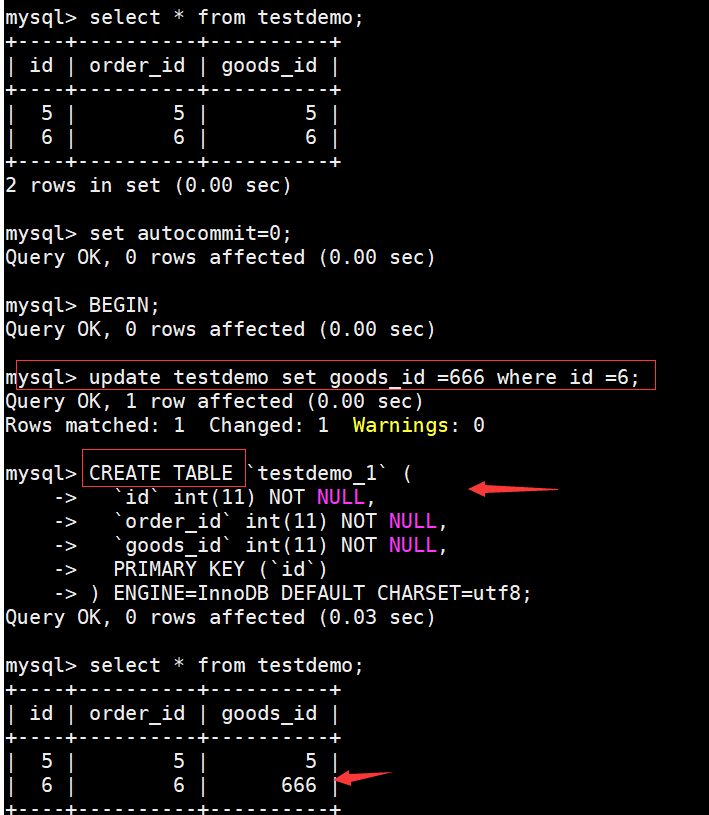 mysql> select * from testdemo;
+----+----------+----------+
| id | order_id | goods_id |
+----+----------+----------+
|  5 |        5 |        5 |
|  6 |        6 |        6 |
+----+----------+----------+
2 rows in set (0.00 sec)

mysql> set autocommit=0;
Query OK, 0 rows affected (0.00 sec)

mysql> BEGIN;
Query OK, 0 rows affected (0.00 sec)

mysql> update testdemo set goods_id =666 where id =6;
Query OK, 1 row affected (0.00 sec)
Rows matched: 1  Changed: 1  Warnings: 0

mysql> CREATE TABLE `testdemo_1` (
    ->   `id` int(11) NOT NULL,
    ->   `order_id` int(11) NOT NULL,
    ->   `goods_id` int(11) NOT NULL,
    ->   PRIMARY KEY (`id`)
    -> ) ENGINE=InnoDB DEFAULT CHARSET=utf8;
Query OK, 0 rows affected (0.03 sec)

mysql> select * from testdemo;
+----+----------+----------+
| id | order_id | goods_id |
+----+----------+----------+
|  5 |        5 |        5 |
|  6 |        6 |      666 |
+----+----------+----------+